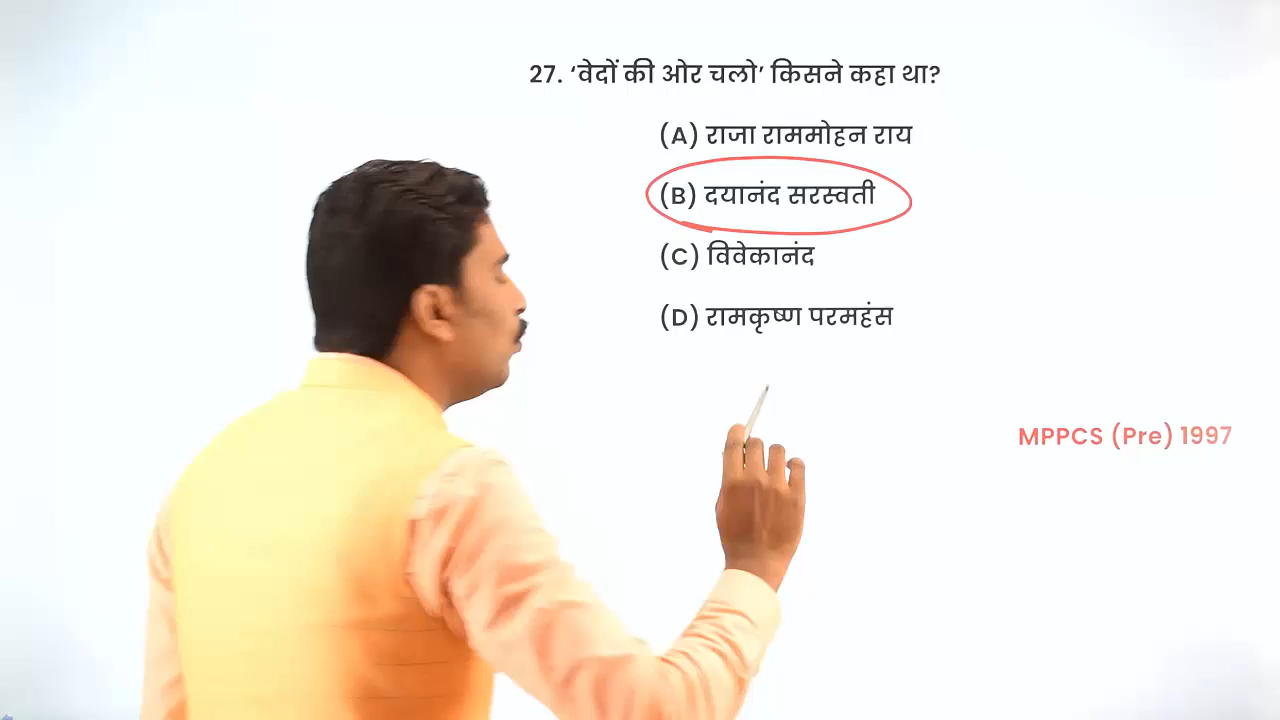 27. ‘वेदों की ओर चलो’ किसने कहा था?
(A) राजा राममोहन राय
(B) दयानंद सरस्वती
(C) विवेकानंद
(D) रामकृष्ण परमहंस
MPPCS (Pre) 1997